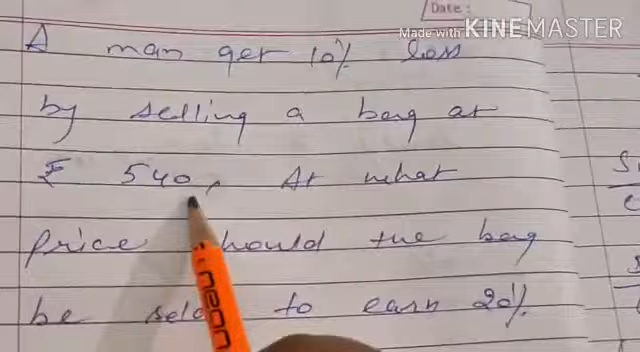 Date:
Made with KINEMASTER
A man get 10% loss
by selling a bag at
₹ 540, At what
price should the bag
be sold to earn 20%
neon